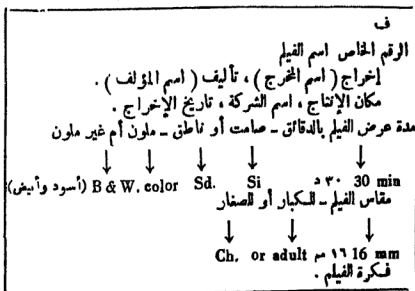 ف
الرقم الخاص اسم الفيلم
إخراج ( اسم المخرج ) ، تأليف ( اسم المؤلف ) .
مكان الإنتاج ، اسم الشركة ، تاريخ الإخراج .
مدة عرض الفيلم بالدقائق – صامت أو ناطق – ملون أم غير ملون
30 min ٣٠ د Si Sd. B & W. color (أسود وأبيض)
مقاس الفيلم – للكبار أو للصغار
16 mm ١٦ مم Ch. or adult
فكرة الفيلم .